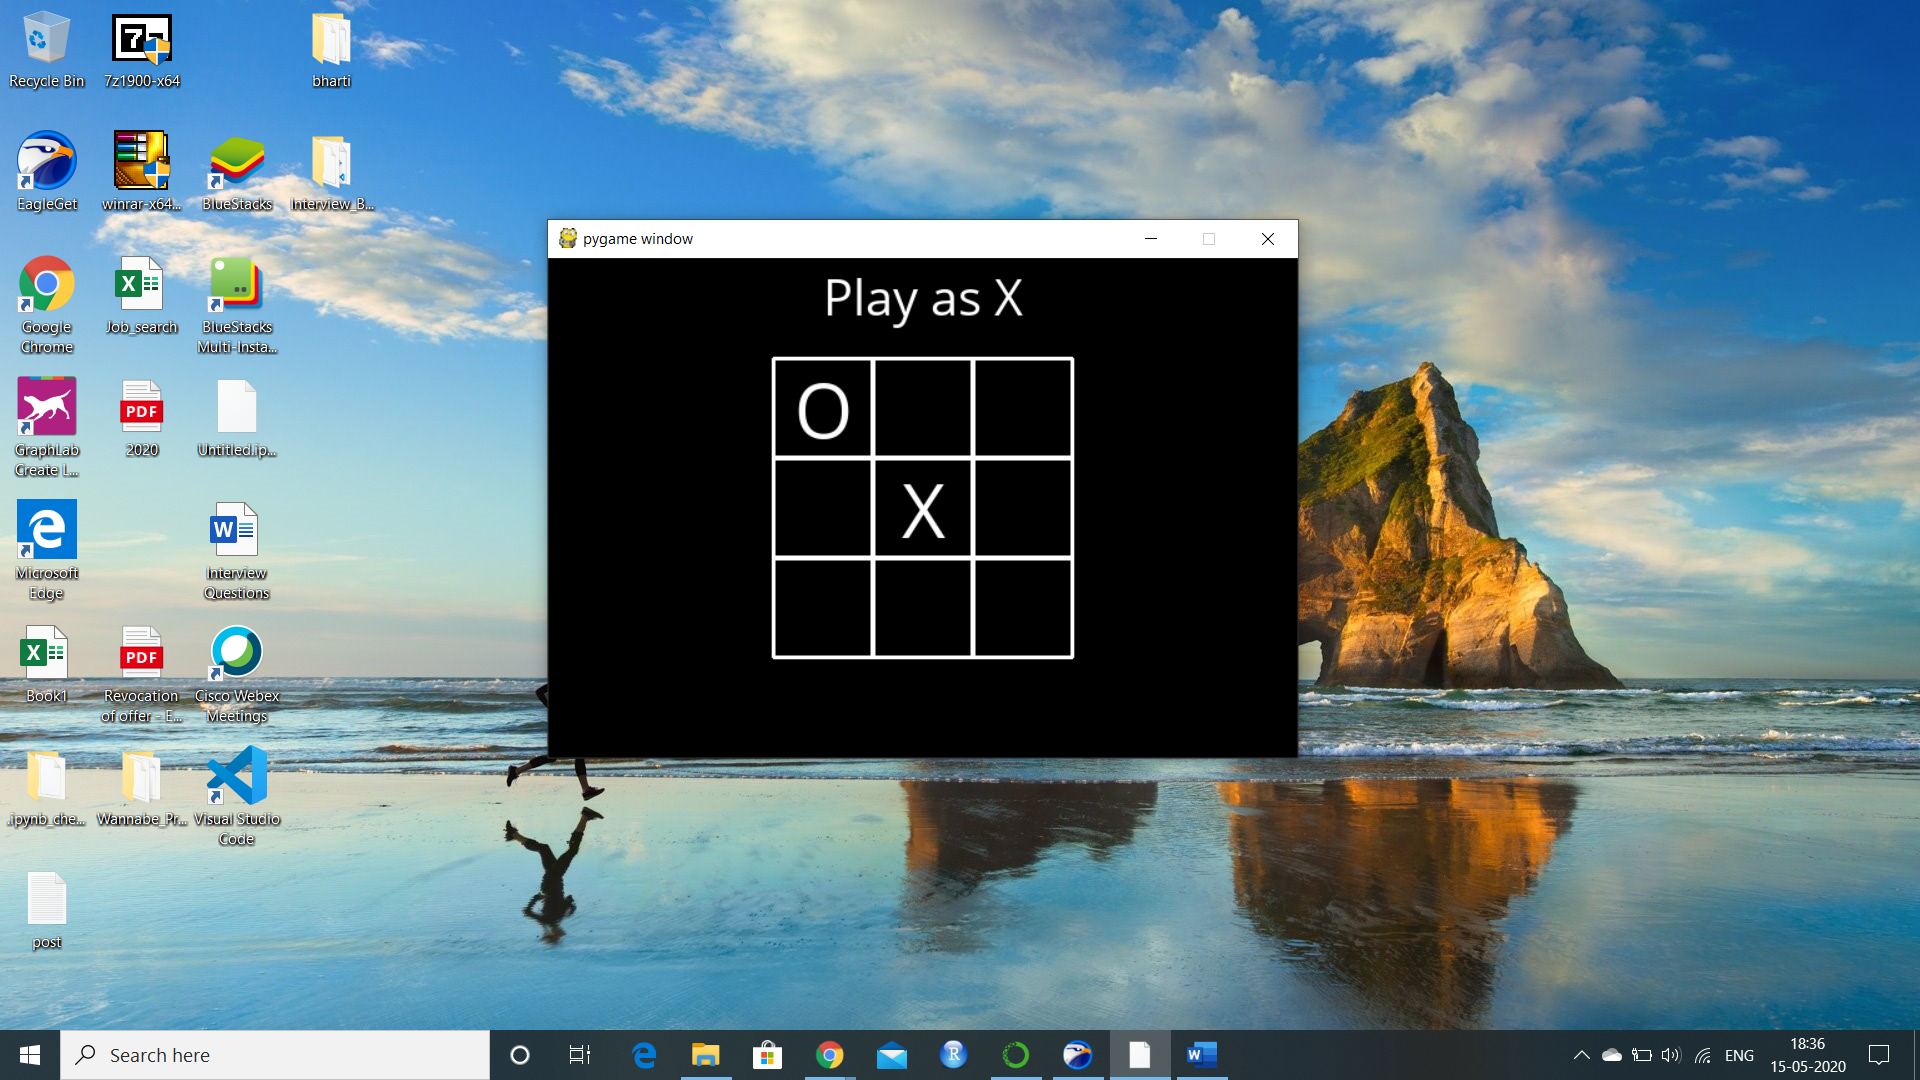 Recycle Bin
7z1900-x64
bharti
EagleGet
winrar-x64...
BlueStacks
Interview_B...
Google
Chrome
Job_search
BlueStacks
Multi-Insta...
GraphLab
Create L...
PDF
2020
Untitled.ip...
Microsoft
Edge
Interview
Questions
Book1
PDF
Revocation
of offer - E...
Cisco Webex
Meetings
.ipynb_che...
Wannabe_Pr...
Visual Studio
Code
post
pygame window
Play as X
O
X
Search here
ENG
18:36
15-05-2020